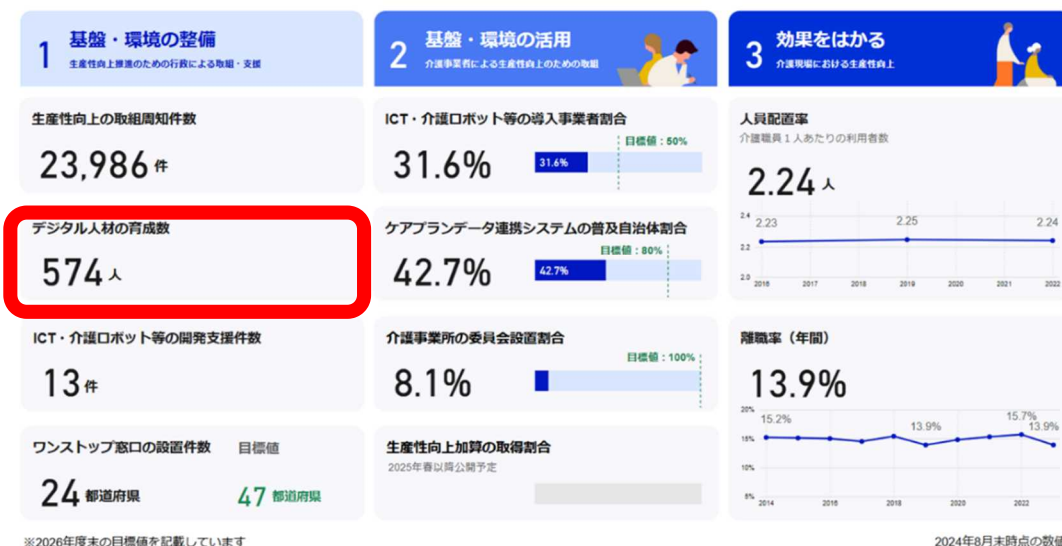 1 基盤・環境の整備
生産性向上推進のための行政による取組・支援
生産性向上の取組周知件数
23,986 件
デジタル人材の育成数
574 人
ICT・介護ロボット等の開発支援件数
13 件
ワンストップ窓口の設置件数 目標値
24 都道府県 47 都道府県
2 基盤・環境の活用
介護事業者による生産性向上のための取組
ICT・介護ロボット等の導入事業者割合
目標値：50%
31.6% 31.6%
ケアプランデータ連携システムの普及自治体割合
目標値：80%
42.7% 42.7%
介護事業所の委員会設置割合
目標値：100%
8.1%
生産性向上加算の取得割合
2025年春以降公開予定
3 効果をはかる
介護現場における生産性向上
人員配置率
介護職員１人あたりの利用者数
2.24 人
2.4 2.23 2.25 2.24
2.2
2.0
2016 2017 2018 2019 2020 2021 2022
離職率（年間）
13.9%
20% 15.2% 13.9% 15.7% 13.9%
15%
10%
5%
2014 2016 2018 2020 2022
※2026年度末の目標値を記載しています
2024年8月末時点の数値